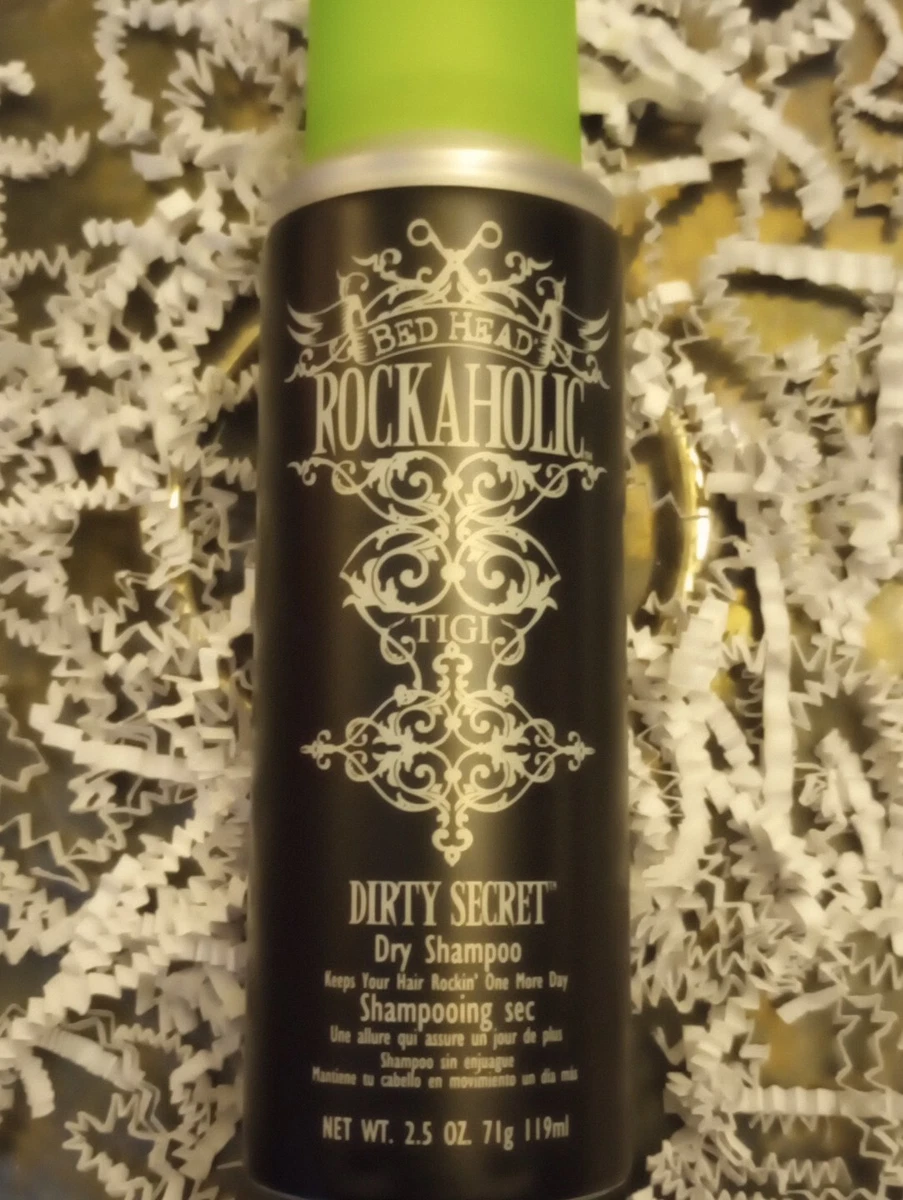 BED HEAD®
ROCKAHOLIC™
TIGI
DIRTY SECRET™
Dry Shampoo
Keeps Your Hair Rockin' One More Day
Shampooing sec
Une allure qui assure un jour de plus
Shampoo sin enjuague
Mantiene tu cabello en movimiento un día más
NET WT. 2.5 OZ. 71g 119ml